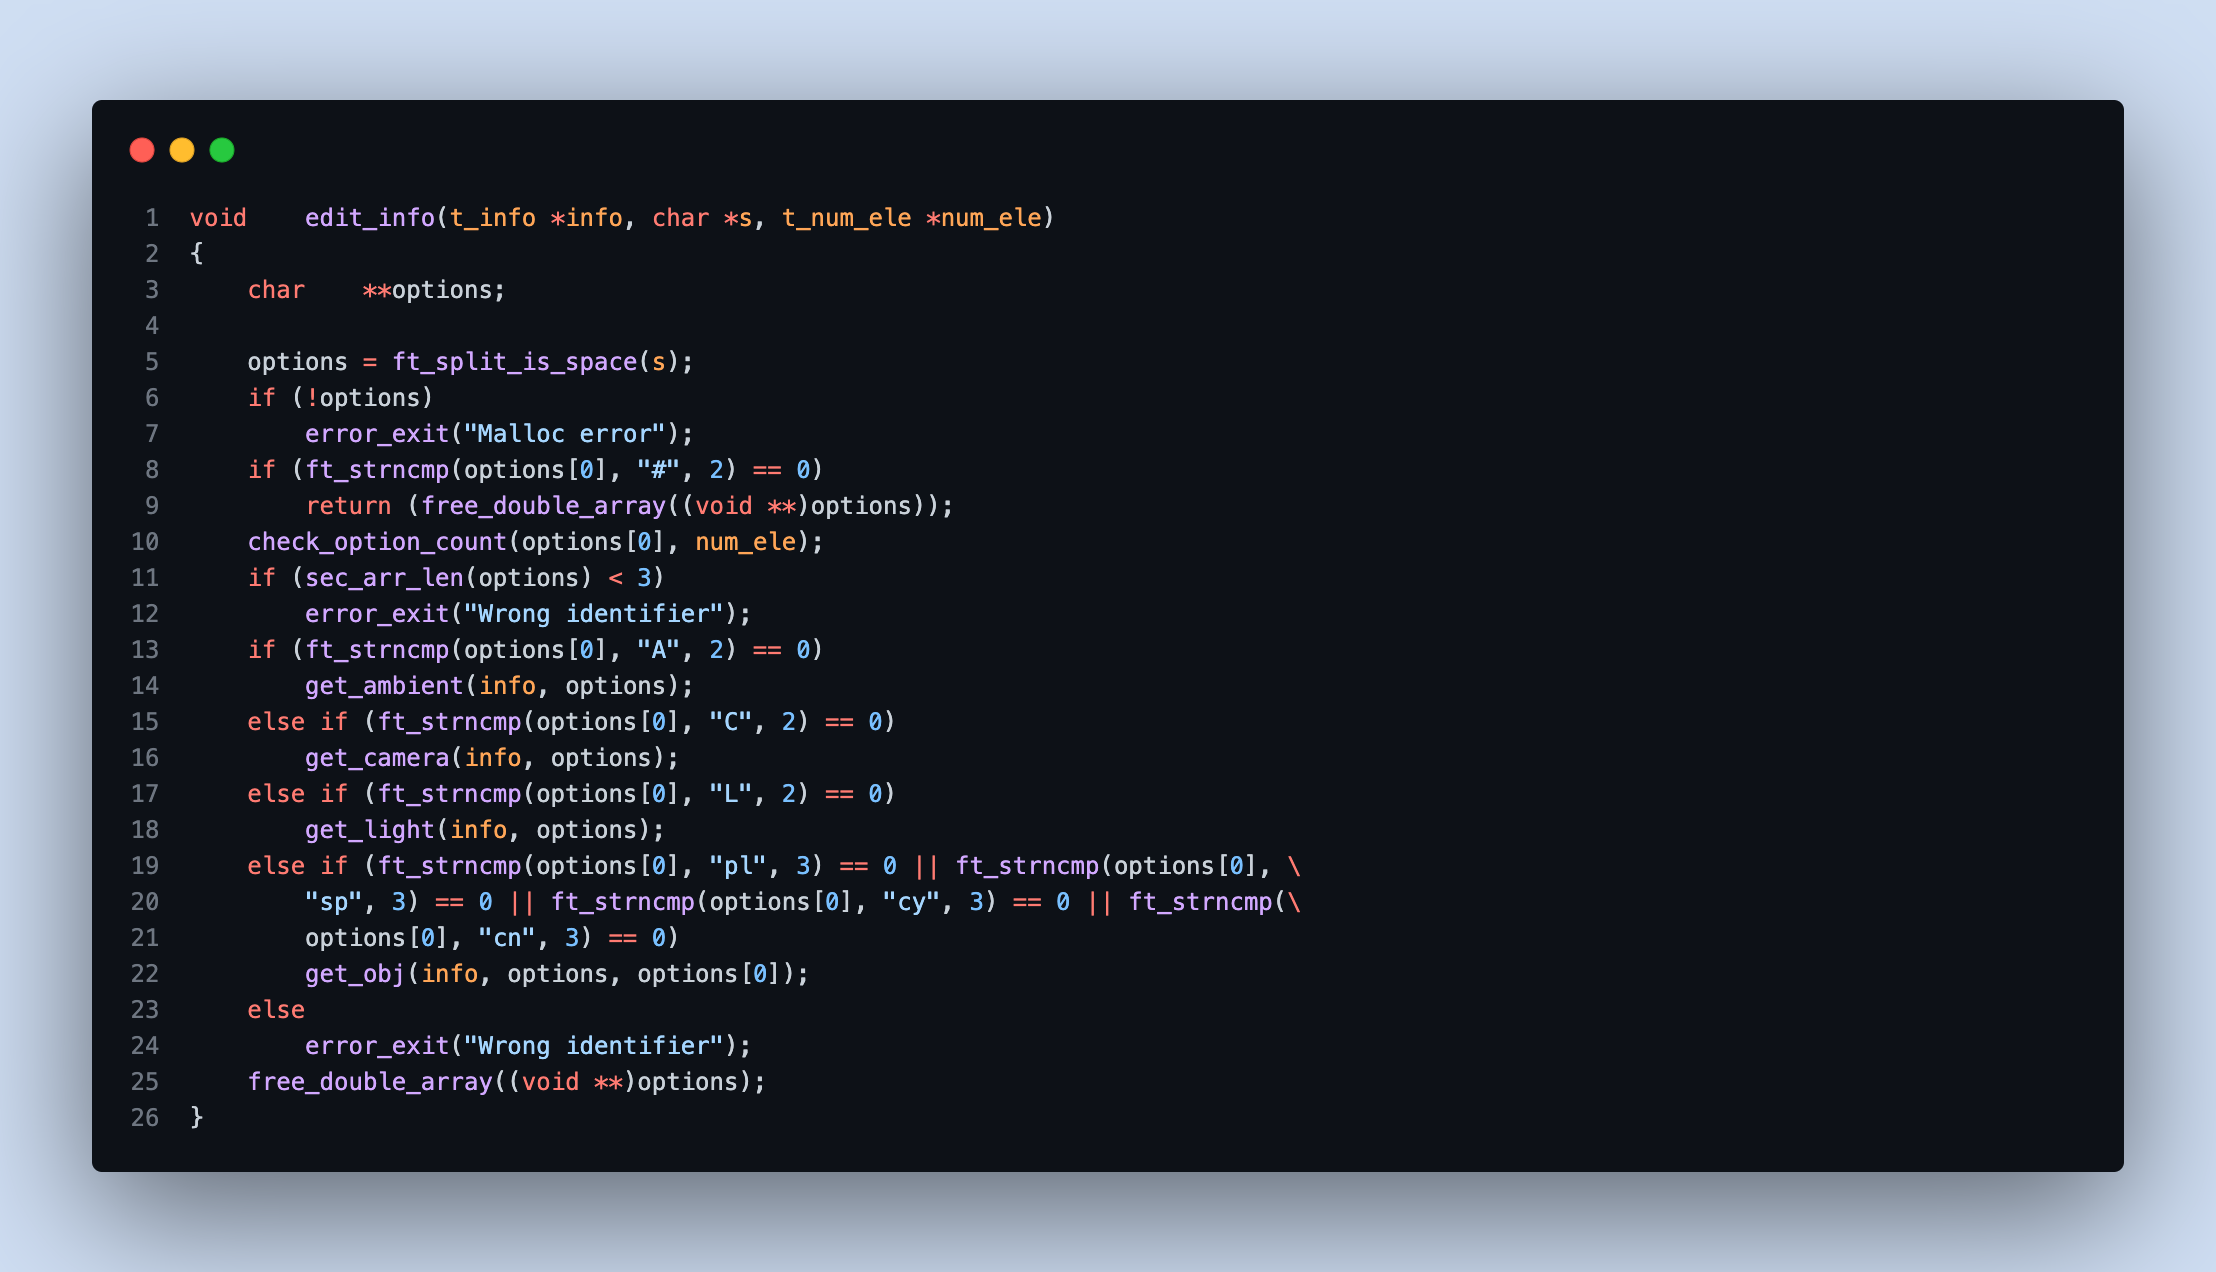 1 void    edit_info(t_info *info, char *s, t_num_ele *num_ele)
2 {
3     char    **options;
4
5     options = ft_split_is_space(s);
6     if (!options)
7         error_exit("Malloc error");
8     if (ft_strncmp(options[0], "#", 2) == 0)
9         return (free_double_array((void **)options));
10     check_option_count(options[0], num_ele);
11     if (sec_arr_len(options) < 3)
12         error_exit("Wrong identifier");
13     if (ft_strncmp(options[0], "A", 2) == 0)
14         get_ambient(info, options);
15     else if (ft_strncmp(options[0], "C", 2) == 0)
16         get_camera(info, options);
17     else if (ft_strncmp(options[0], "L", 2) == 0)
18         get_light(info, options);
19     else if (ft_strncmp(options[0], "pl", 3) == 0 || ft_strncmp(options[0], \
20         "sp", 3) == 0 || ft_strncmp(options[0], "cy", 3) == 0 || ft_strncmp(\
21         options[0], "cn", 3) == 0)
22         get_obj(info, options, options[0]);
23     else
24         error_exit("Wrong identifier");
25     free_double_array((void **)options);
26 }